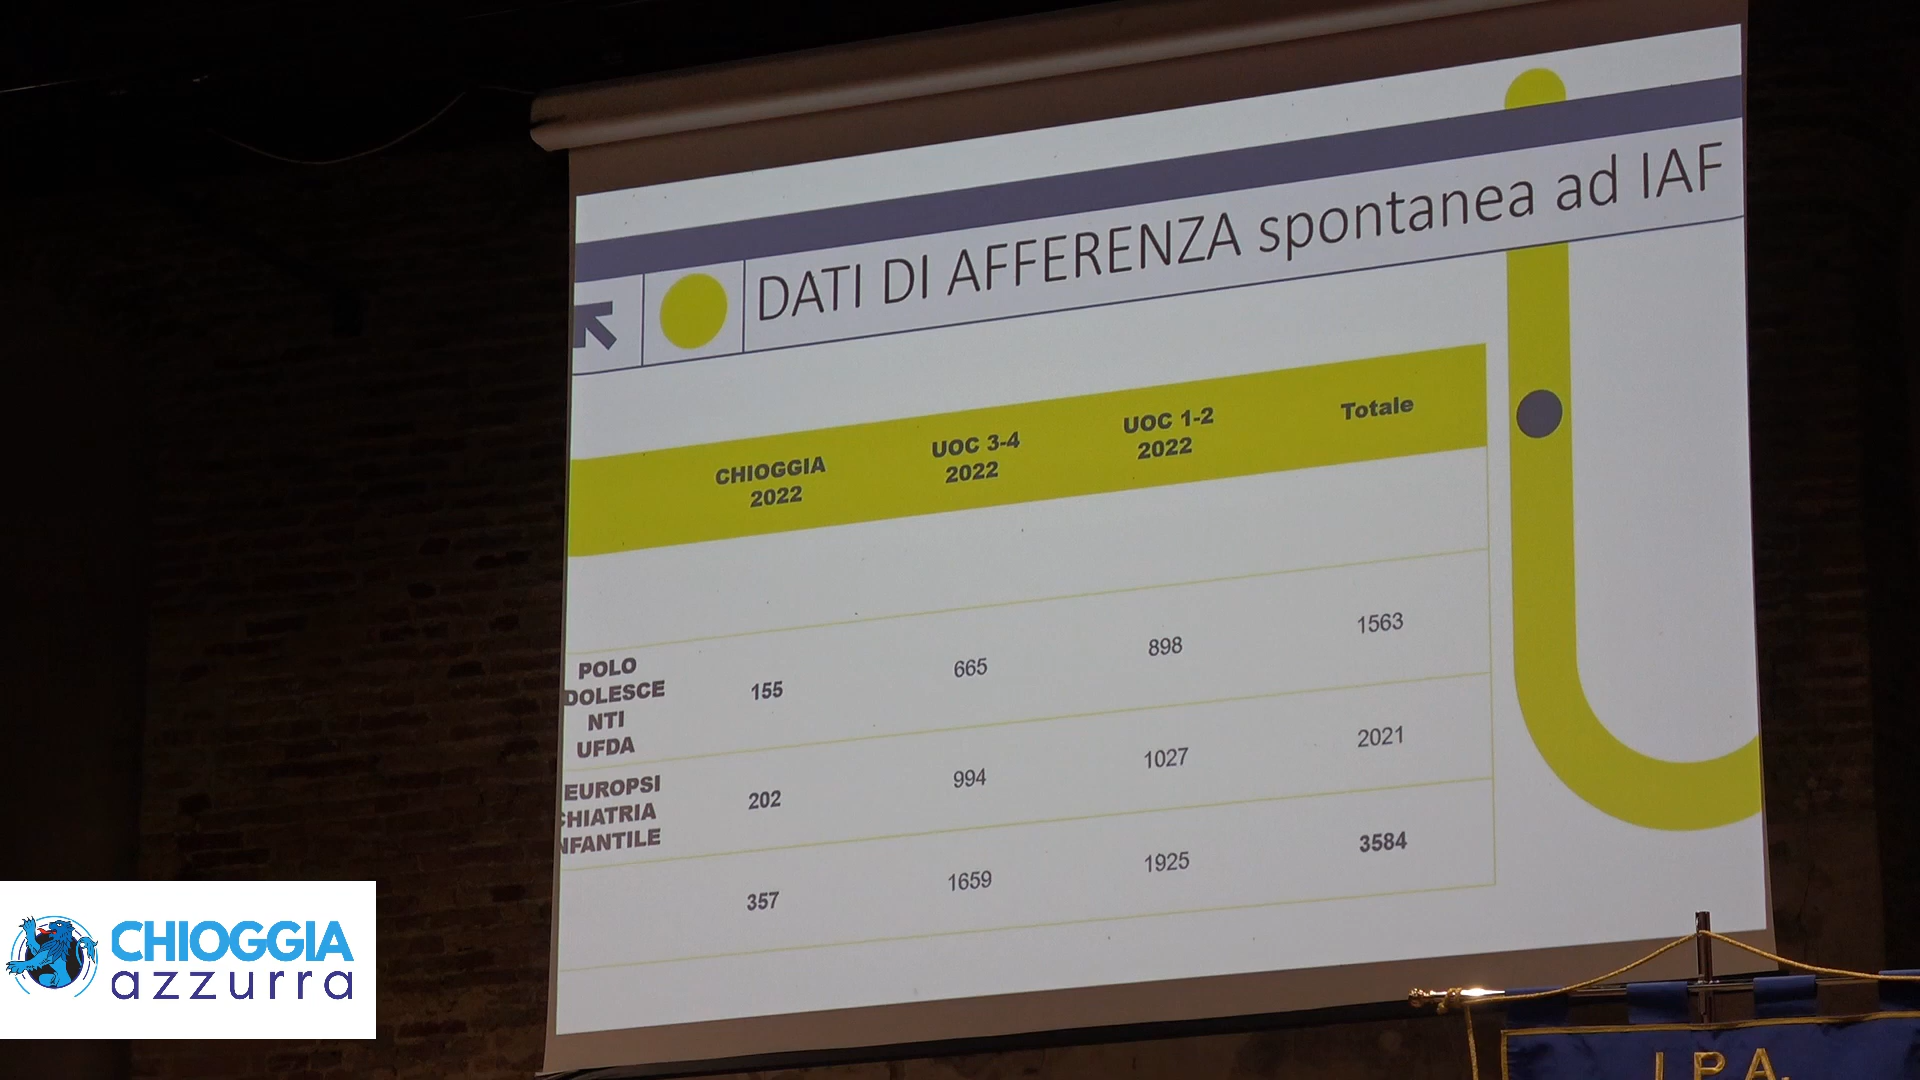 DATI DI AFFERENZA spontanea ad IAF
CHIOGGIA
2022
UOC 3-4
2022
UOC 1-2
2022
Totale
POLO
DOLESCE
NTI
UFDA
155
665
898
1563
EUROPSI
CHIATRIA
NFANTILE
202
994
1027
2021
357
1659
1925
3584
CHIOGGIA
azzurra
I.P.A.